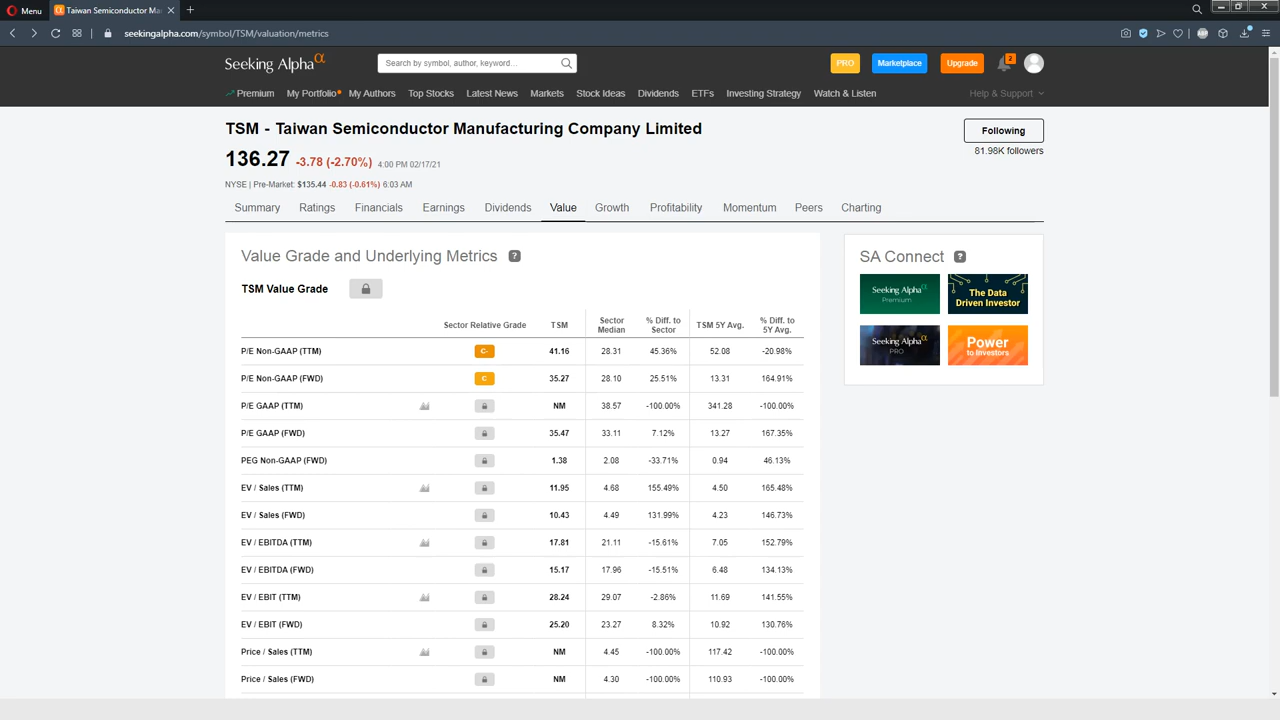 Menu
Taiwan Semiconductor Ma
seekingalpha.com/symbol/TSM/valuation/metrics
Seeking Alpha α
Search by symbol, author, keyword...
PRO
Marketplace
Upgrade
2
Premium My Portfolio My Authors Top Stocks Latest News Markets Stock Ideas Dividends ETFs Investing Strategy Watch & Listen Help & Support
TSM - Taiwan Semiconductor Manufacturing Company Limited
Following
136.27 -3.78 (-2.70%) 4:00 PM 02/17/21
81.98K followers
NYSE | Pre-Market: $135.44 -0.83 (-0.61%) 6:03 AM
Summary Ratings Financials Earnings Dividends Value Growth Profitability Momentum Peers Charting
Value Grade and Underlying Metrics ?
TSM Value Grade
Sector Relative Grade TSM Sector Median % Diff. to Sector TSM 5Y Avg. % Diff. to 5Y Avg.
P/E Non-GAAP (TTM) C- 41.16 28.31 45.36% 52.08 -20.98%
P/E Non-GAAP (FWD) C 35.27 28.10 25.51% 13.31 164.91%
P/E GAAP (TTM) NM 38.57 -100.00% 341.28 -100.00%
P/E GAAP (FWD) 35.47 33.11 7.12% 13.27 167.35%
PEG Non-GAAP (FWD) 1.38 2.08 -33.71% 0.94 46.13%
EV / Sales (TTM) 11.95 4.68 155.49% 4.50 165.48%
EV / Sales (FWD) 10.43 4.49 131.99% 4.23 146.73%
EV / EBITDA (TTM) 17.81 21.11 -15.61% 7.05 152.79%
EV / EBITDA (FWD) 15.17 17.96 -15.51% 6.48 134.13%
EV / EBIT (TTM) 28.24 29.07 -2.86% 11.69 141.55%
EV / EBIT (FWD) 25.20 23.27 8.32% 10.92 130.76%
Price / Sales (TTM) NM 4.45 -100.00% 117.42 -100.00%
Price / Sales (FWD) NM 4.30 -100.00% 110.93 -100.00%
SA Connect ?
Seeking Alpha α
Premium
The Data
Driven Investor
Seeking Alpha α
PRO
Power
to Investors